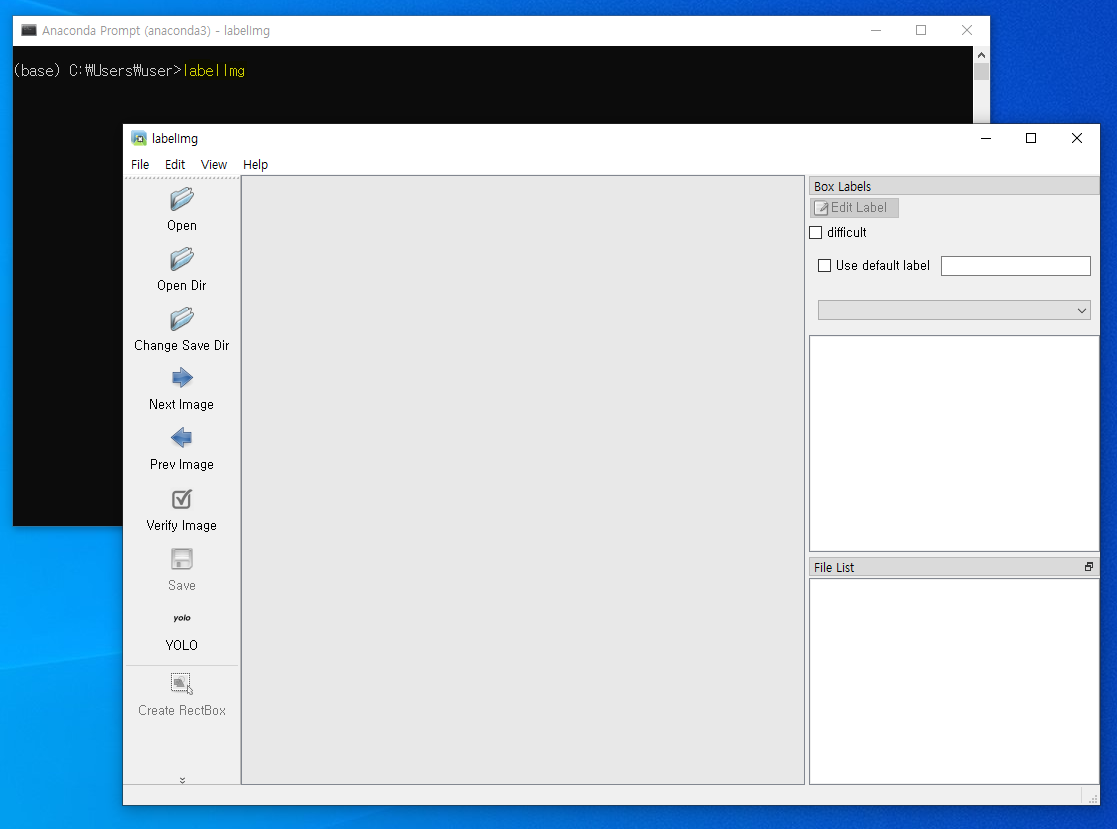 Anaconda Prompt (anaconda3) - labelImg
(base) C:₩Users₩user>labelImg
labelImg
File Edit View Help
Open
Open Dir
Change Save Dir
Next Image
Prev Image
Verify Image
Save
yolo
YOLO
Create RectBox
Box Labels
Edit Label
difficult
Use default label
File List